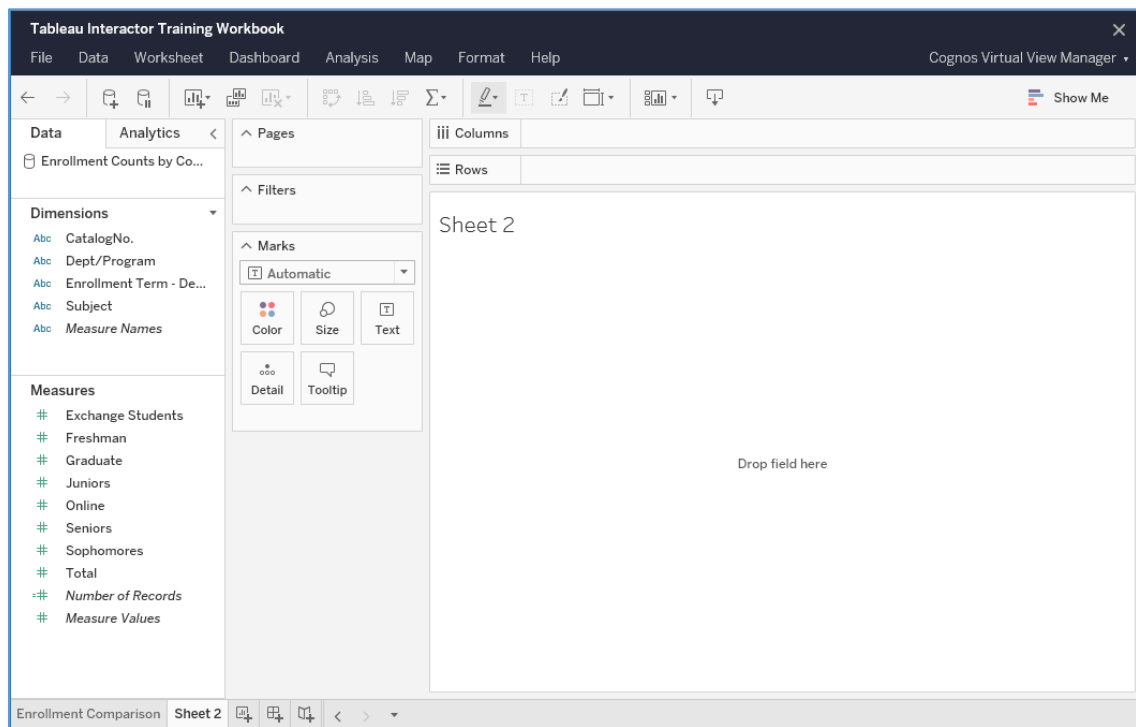 Tableau Interactor Training Workbook
File Data Worksheet Dashboard Analysis Map Format Help Cognos Virtual View Manager
Show Me
Data Analytics
Enrollment Counts by Co...
Dimensions
Abc CatalogNo.
Abc Dept/Program
Abc Enrollment Term - De...
Abc Subject
Abc Measure Names
Measures
# Exchange Students
# Freshman
# Graduate
# Juniors
# Online
# Seniors
# Sophomores
# Total
=# Number of Records
# Measure Values
Pages
Filters
Marks
T Automatic
Color Size T Text
Detail Tooltip
Columns
Rows
Sheet 2
Drop field here
Enrollment Comparison Sheet 2